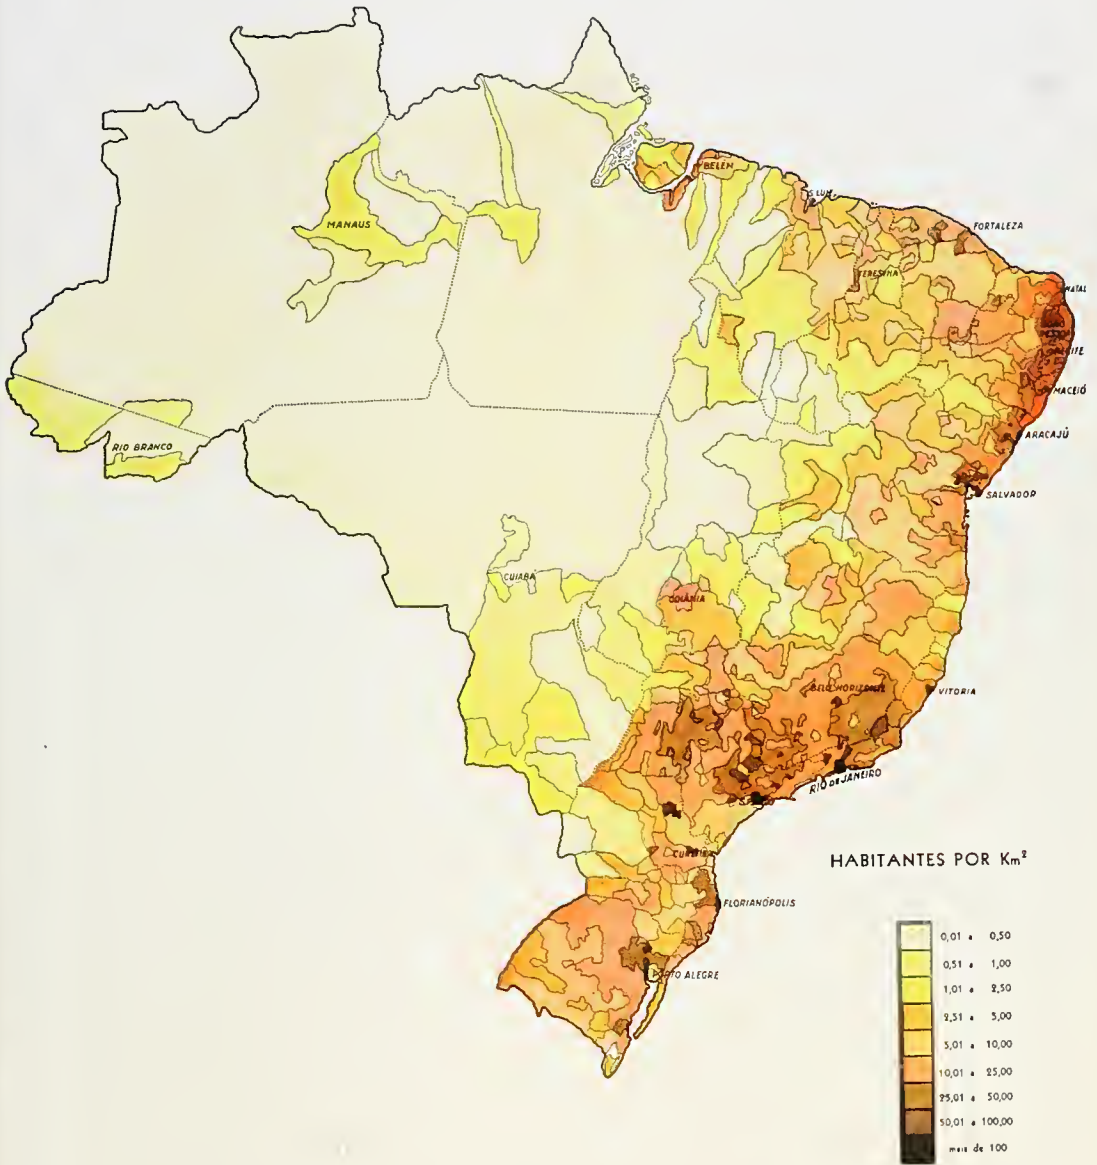 BELÉM
S. LUIZ
FORTALEZA
MANAUS
TERESINA
NATAL
MACEIÓ
RIO BRANCO
ARACAJÚ
SALVADOR
CUIABÁ
GOIÂNIA
BELO HORIZONTE
VITORIA
RIO DE JANEIRO
CURITIBA
FLORIANÓPOLIS
PORTO ALEGRE
HABITANTES POR Km²
0,01 a 0,50
0,51 a 1,00
1,01 a 2,50
2,51 a 5,00
5,01 a 10,00
10,01 a 25,00
25,01 a 50,00
50,01 a 100,00
mais de 100